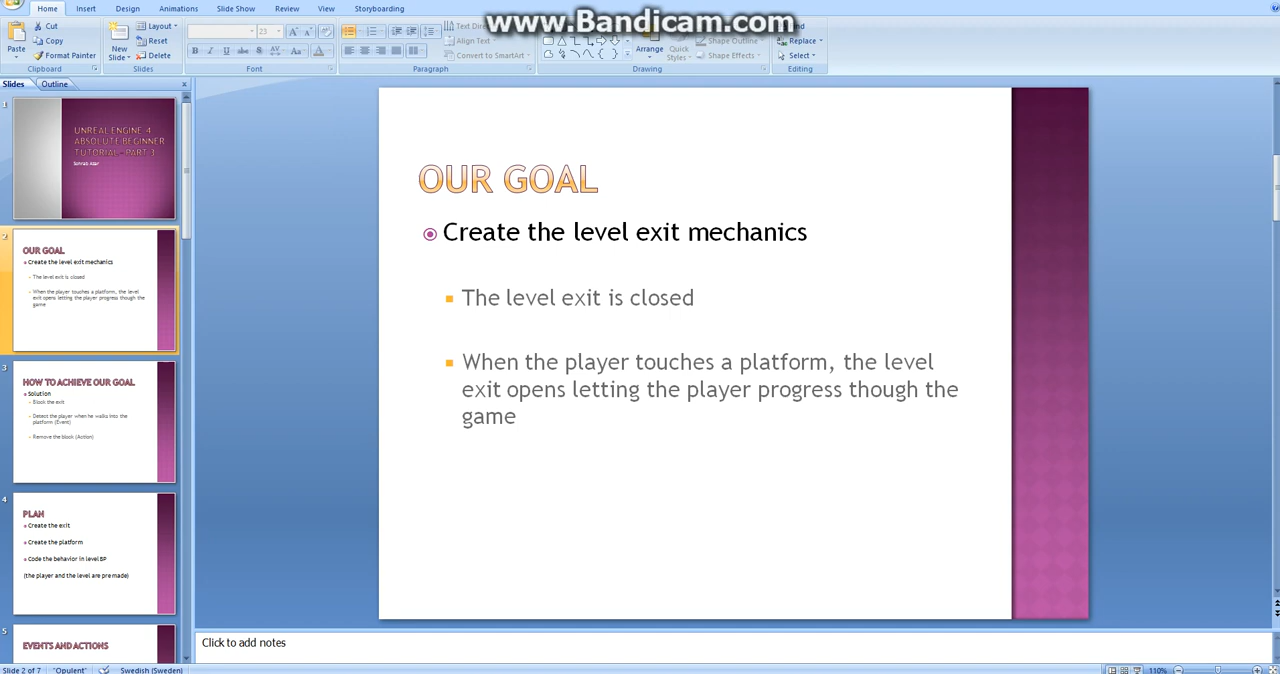 www.Bandicam.com
Home Insert Design Animations Slide Show Review View Storyboarding
Cut
Copy
Format Painter
Paste
Clipboard
New
Slide
Layout
Reset
Delete
Slides
23
Font
Paragraph
Align Text
Convert to SmartArt
Arrange
Quick
Styles
Shape Outline
Shape Effects
Drawing
Replace
Select
Editing
Slides Outline
1
UNREAL ENGINE 4
ABSOLUTE BEGINNER
TUTORIAL - PART 3
2
OUR GOAL
Create the level exit mechanics
The level exit is closed
When the player touches a platform, the level
exit opens letting the player progress though the
game
3
HOW TO ACHIEVE OUR GOAL
Solution
Block the exit
Detect the player when he walks into the
platform (Event)
Remove the block (Action)
4
PLAN
Create the exit
Create the platform
Code the behavior in level BP
(the player and the level are pre made)
5
EVENTS AND ACTIONS
OUR GOAL
Create the level exit mechanics
The level exit is closed
When the player touches a platform, the level
exit opens letting the player progress though the
game
Click to add notes
Slide 2 of 7 "Opulent" Swedish (Sweden) 110%